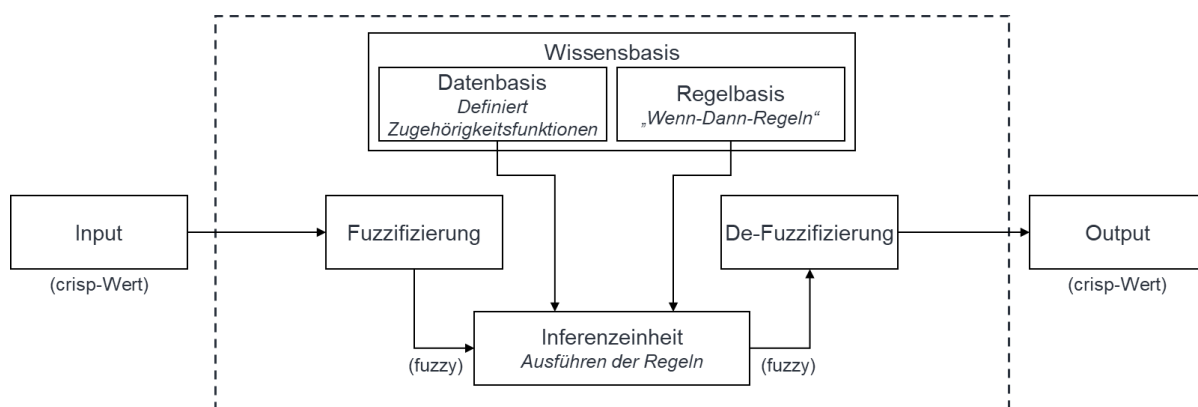 Wissensbasis
Datenbasis
Definiert
Zugehörigkeitsfunktionen
Regelbasis
„Wenn-Dann-Regeln“
Input
(crisp-Wert)
Fuzzifizierung
De-Fuzzifizierung
Output
(crisp-Wert)
(fuzzy)
Inferenzeinheit
Ausführen der Regeln
(fuzzy)